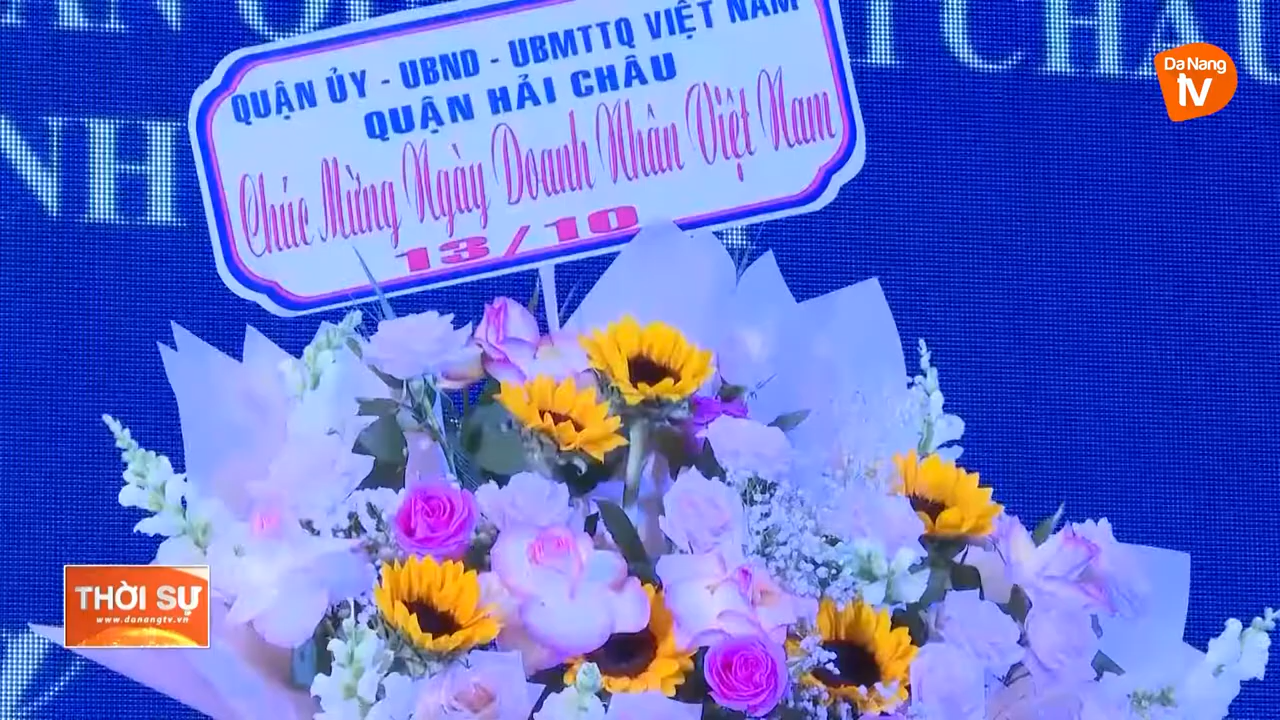 QUẬN ỦY - UBND - UBMTTQ VIỆT NAM
QUẬN HẢI CHÂU
Chúc Mừng Ngày Doanh Nhân Việt Nam
13/10
Da Nang
tv
THỜI SỰ
www.danangtv.vn
NH